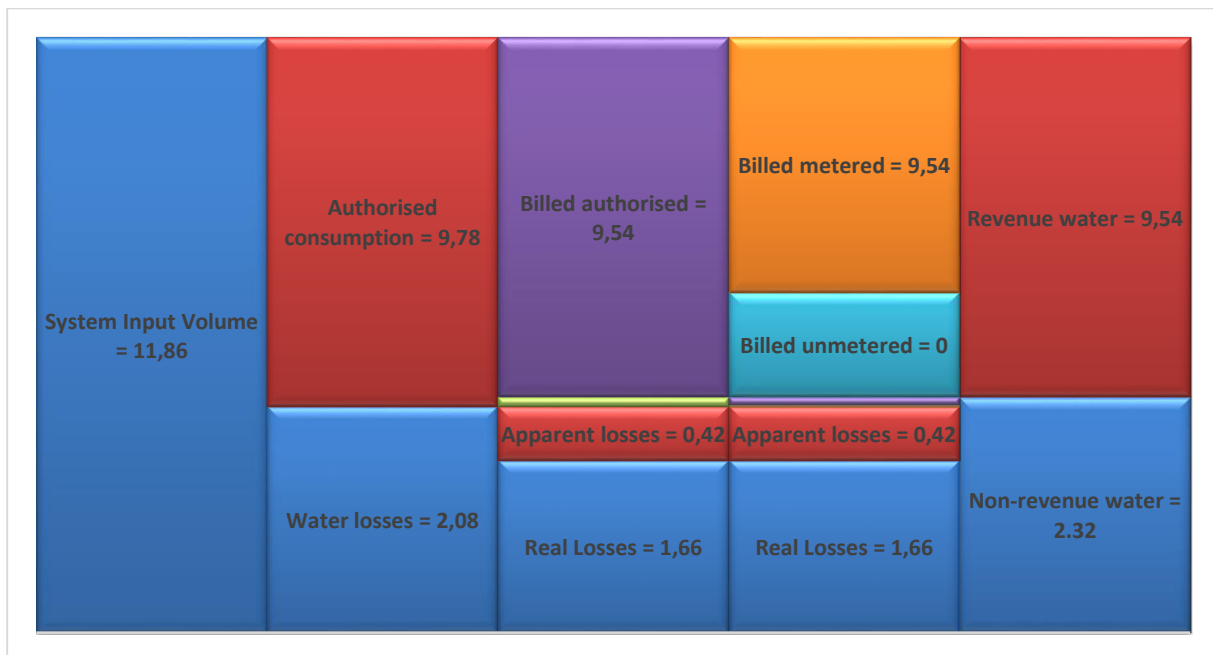 System Input Volume
= 11,86
Authorised
consumption = 9,78
Water losses = 2,08
Billed authorised =
9,54
Apparent losses = 0,42
Real Losses = 1,66
Billed metered = 9,54
Billed unmetered = 0
Apparent losses = 0,42
Real Losses = 1,66
Revenue water = 9,54
Non-revenue water =
2.32